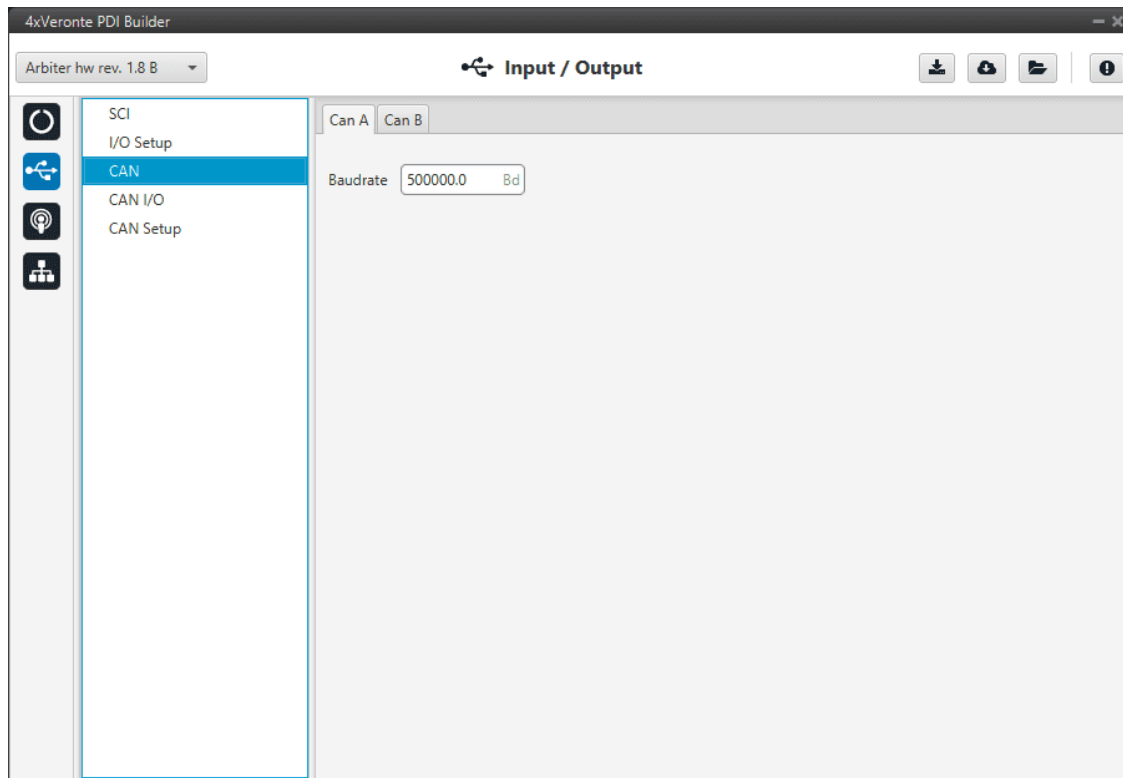 4xVeronte PDI Builder
Arbiter hw rev. 1.8 B
Input / Output
SCI
I/O Setup
CAN
CAN I/O
CAN Setup
Can A
Can B
Baudrate
500000.0 Bd